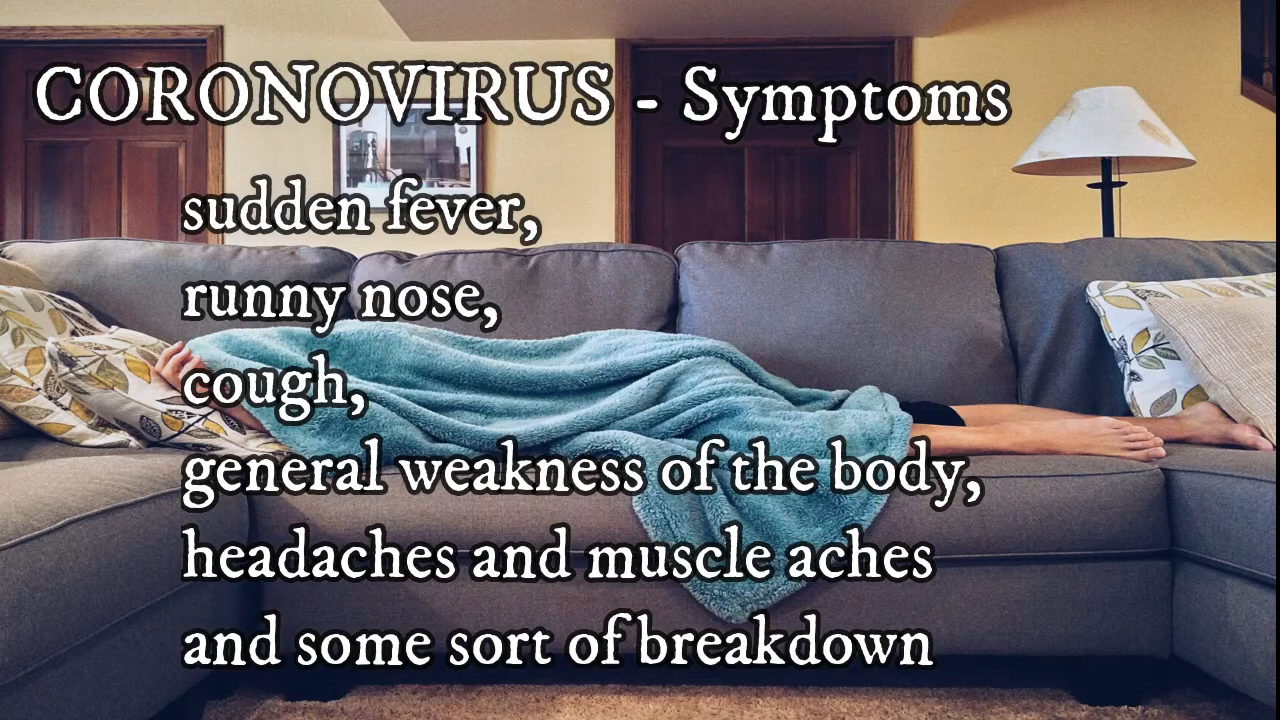 CORONOVIRUS - Symptoms
sudden fever,
runny nose,
cough,
general weakness of the body,
headaches and muscle aches
and some sort of breakdown